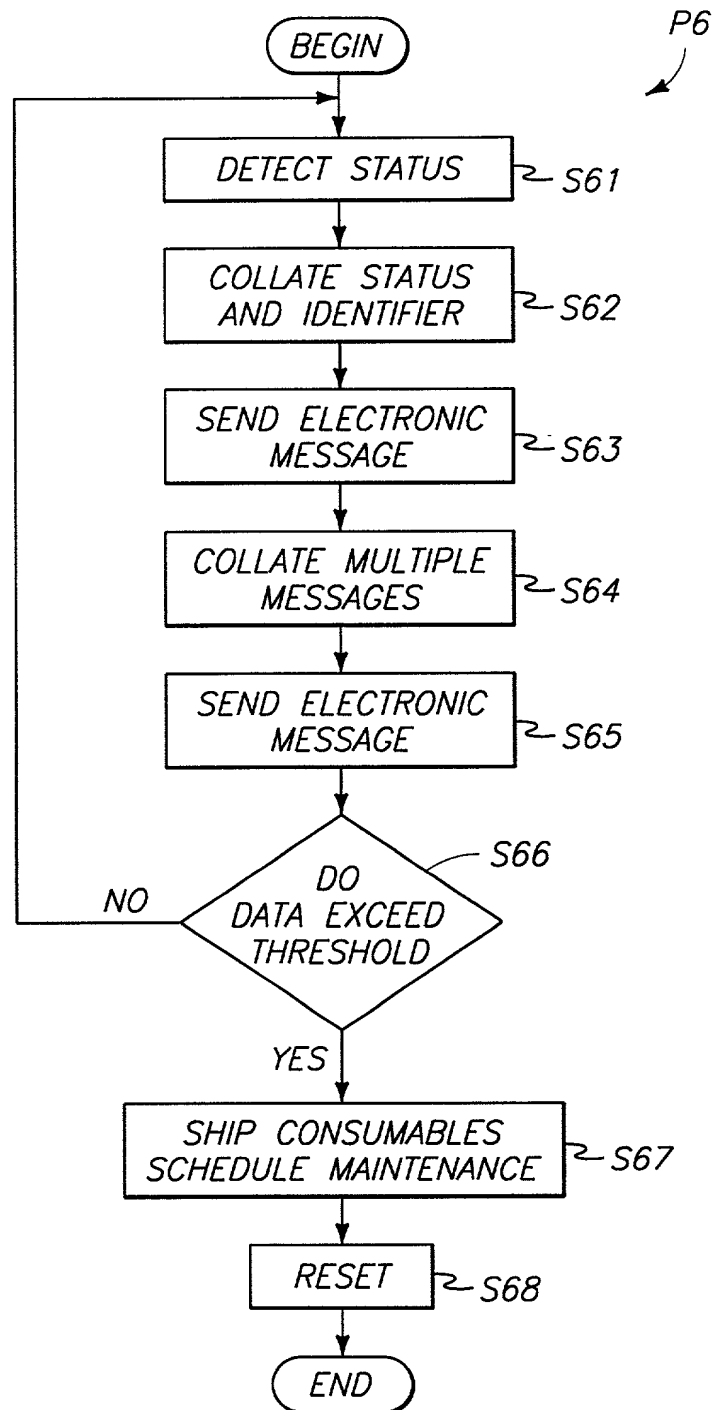 BEGIN
P6
DETECT STATUS
S61
COLLATE STATUS
AND IDENTIFIER
S62
SEND ELECTRONIC
MESSAGE
S63
COLLATE MULTIPLE
MESSAGES
S64
SEND ELECTRONIC
MESSAGE
S65
S66
DO
DATA EXCEED
THRESHOLD
NO
YES
SHIP CONSUMABLES
SCHEDULE MAINTENANCE
S67
RESET
S68
END